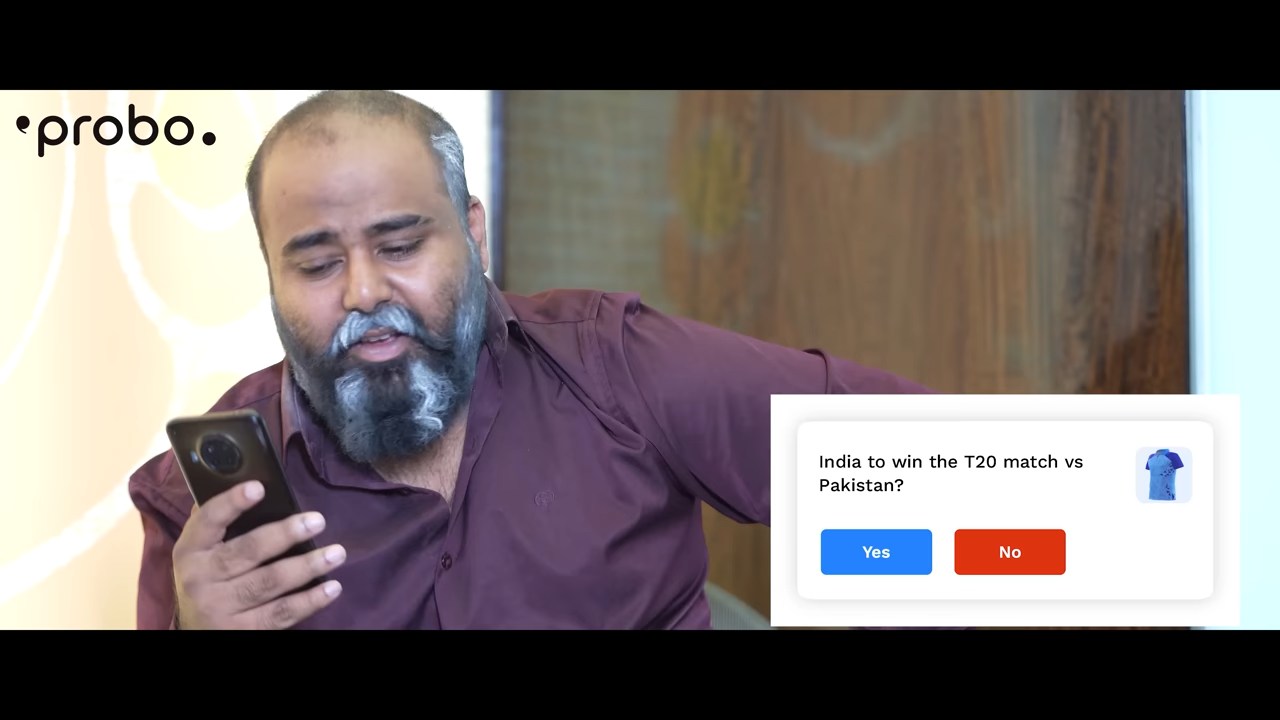 probo.
India to win the T20 match vs
Pakistan?
Yes
No